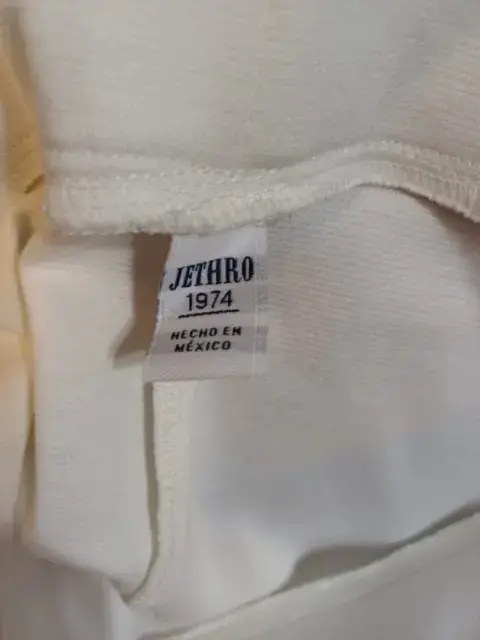 JETHRO
1974
HECHO EN
MÉXICO